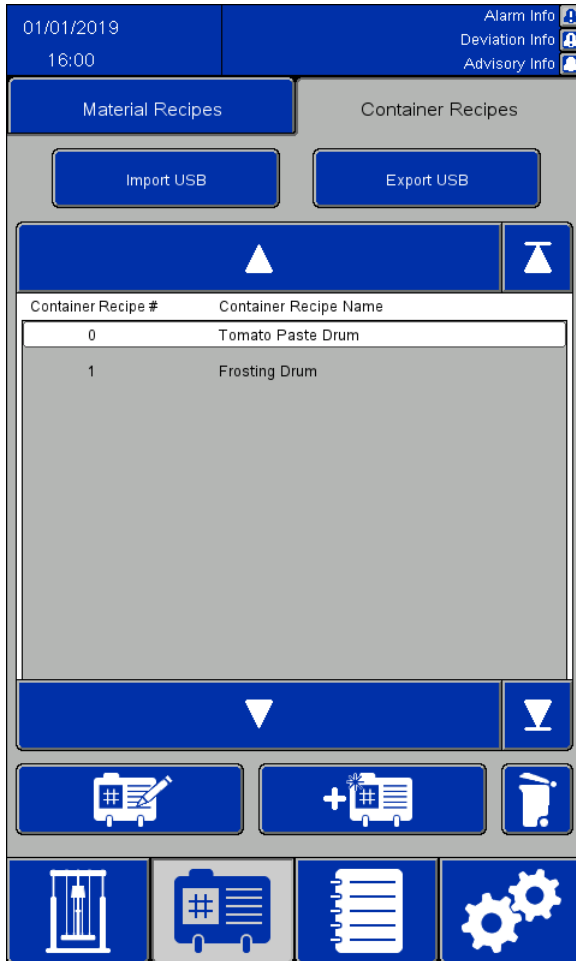 01/01/2019
16:00
Alarm Info
Deviation Info
Advisory Info
Material Recipes
Container Recipes
Import USB
Export USB
Container Recipe # Container Recipe Name
0 Tomato Paste Drum
1 Frosting Drum
#
+ #
#